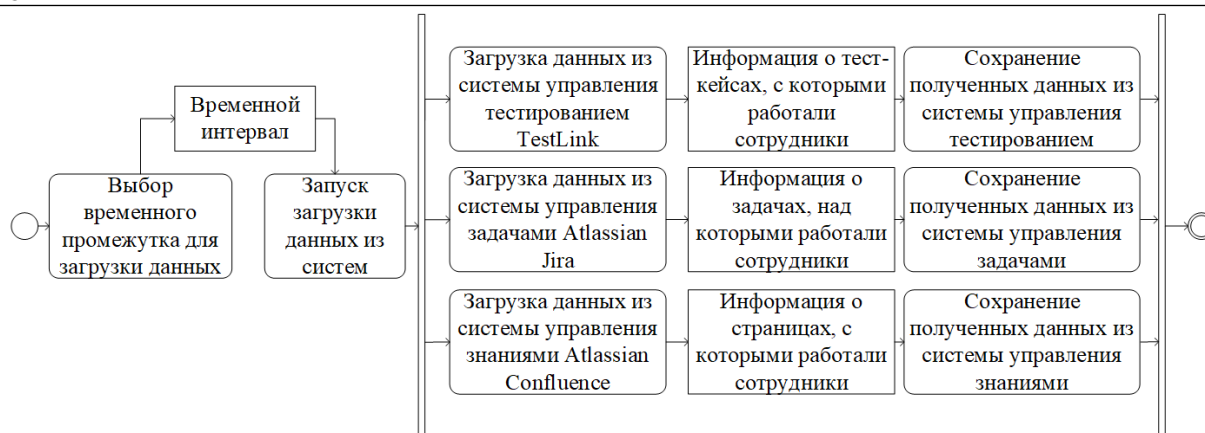 Временной
интервал
Выбор
временного
промежутка для
загрузки данных
Запуск
загрузки
данных из
систем
Загрузка данных из
системы управления
тестированием
TestLink
Информация о тест-
кейсах, с которыми
работали
сотрудники
Сохранение
полученных данных из
системы управления
тестированием
Загрузка данных из
системы управления
задачами Atlassian
Jira
Информация о
задачах, над
которыми работали
сотрудники
Сохранение
полученных данных из
системы управления
задачами
Загрузка данных из
системы управления
знаниями Atlassian
Confluence
Информация о
страницах, с
которыми работали
сотрудники
Сохранение
полученных данных из
системы управления
знаниями